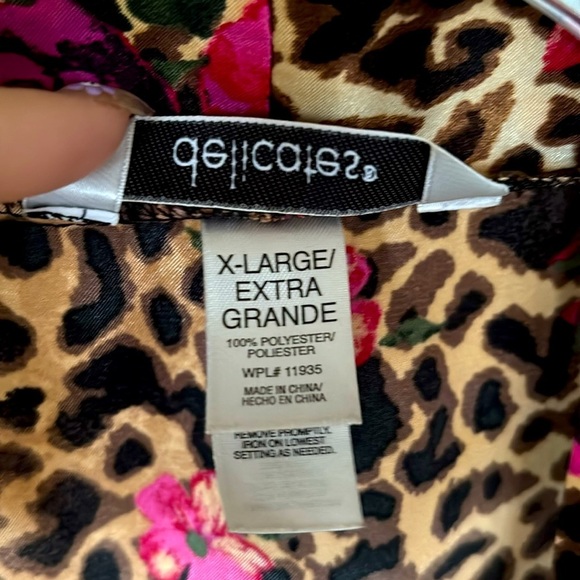 delicates®
X-LARGE/
EXTRA
GRANDE
100% POLYESTER/
POLIESTER
WPL# 11935
MADE IN CHINA/
HECHO EN CHINA
REMOVE PROMPTLY.
IRON ON LOWEST
SETTING AS NEEDED.